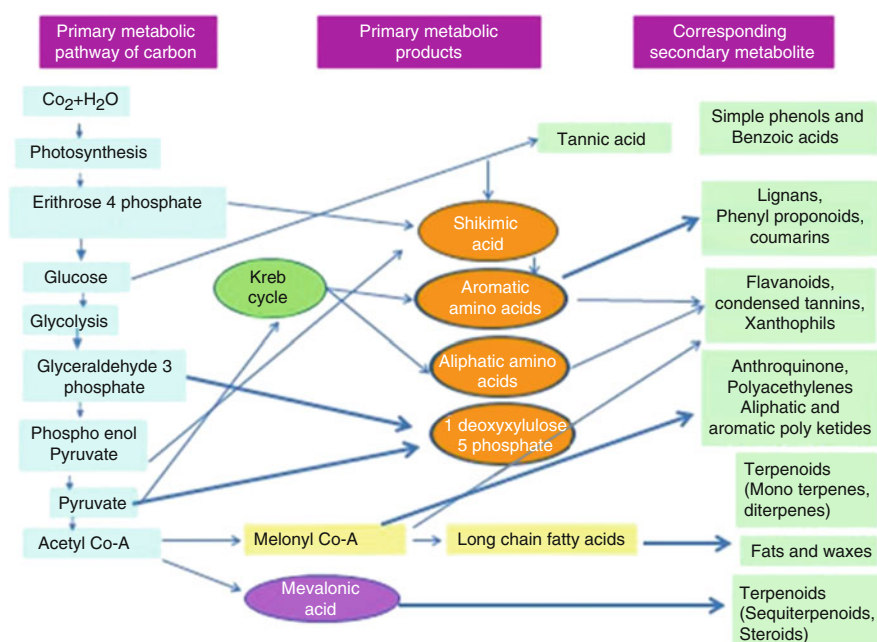 Primary metabolic
pathway of carbon
Primary metabolic
products
Corresponding
secondary metabolite
Co₂+H₂O
Photosynthesis
Erithrose 4 phosphate
Glucose
Glycolysis
Glyceraldehyde 3
phosphate
Phospho enol
Pyruvate
Pyruvate
Acetyl Co-A
Kreb
cycle
Tannic acid
Shikimic
acid
Aromatic
amino acids
Aliphatic amino
acids
1 deoxyxylulose
5 phosphate
Melonyl Co-A
Long chain fatty acids
Mevalonic
acid
Simple phenols and
Benzoic acids
Lignans,
Phenyl proponoids,
coumarins
Flavanoids,
condensed tannins,
Xanthophils
Anthroquinone,
Polyacethylenes
Aliphatic and
aromatic poly ketides
Terpenoids
(Mono terpenes,
diterpenes)
Fats and waxes
Terpenoids
(Sequiterpenoids,
Steroids)